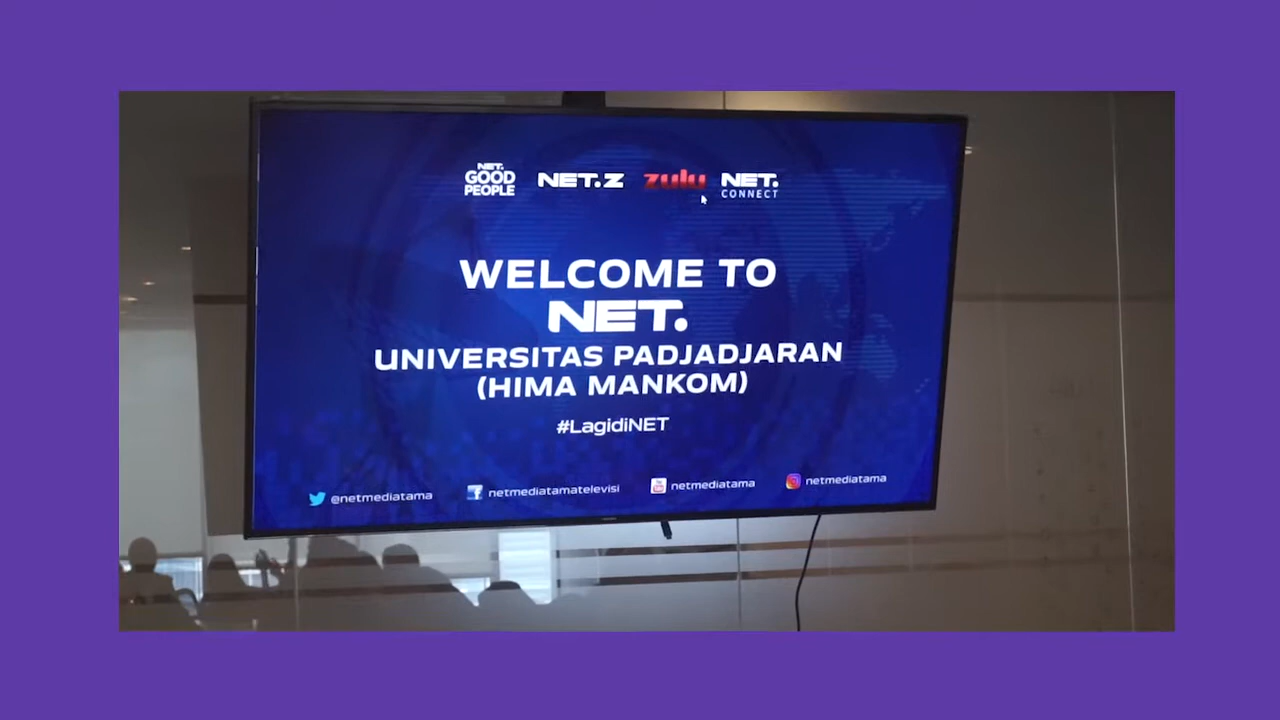 NET.
GOOD
PEOPLE
NET.Z
zulu
NET.
CONNECT
WELCOME TO
NET.
UNIVERSITAS PADJADJARAN
(HIMA MANKOM)
#LagidiNET
@netmediatama
netmediatamatelevisi
netmediatama
netmediatama